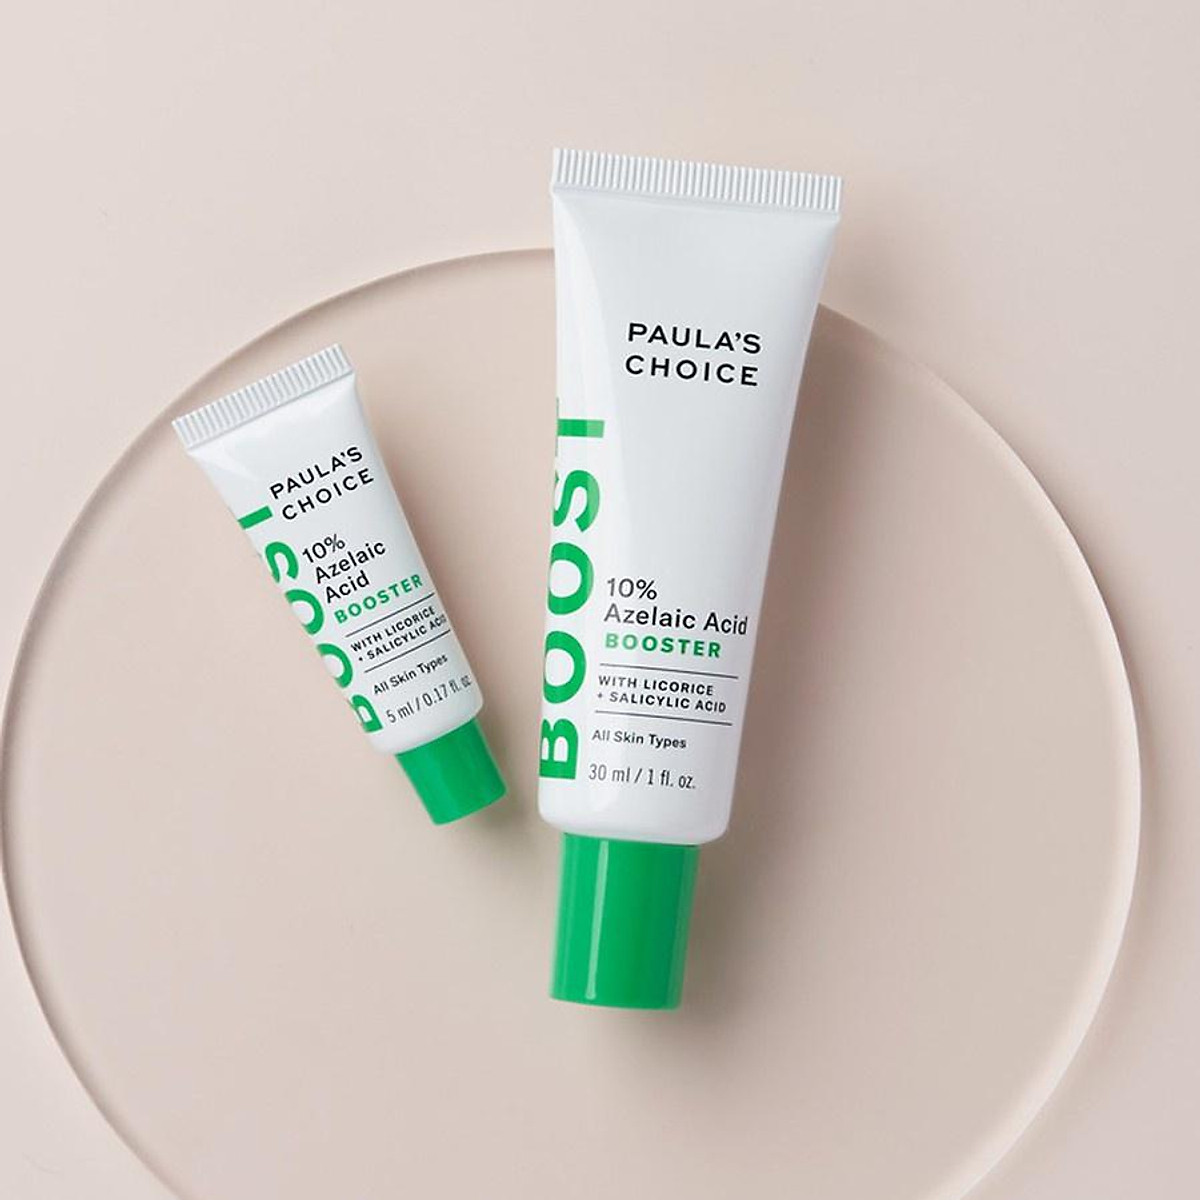 PAULA'S
CHOICE
BOOST
10%
Azelaic
Acid
BOOSTER
WITH LICORICE
+ SALICYLIC ACID
All Skin Types
5 ml / 0.17 fl. oz.
PAULA'S
CHOICE
BOOST
10%
Azelaic Acid
BOOSTER
WITH LICORICE
+ SALICYLIC ACID
All Skin Types
30 ml / 1 fl. oz.